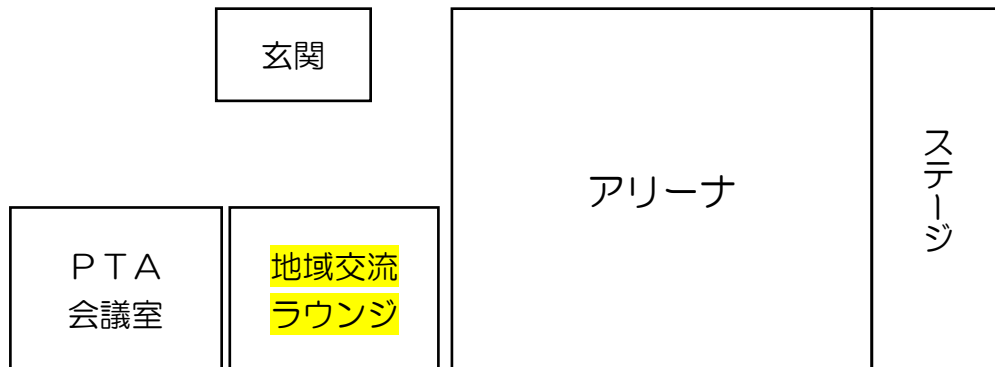 玄関
アリーナ
ステージ
ＰＴＡ
会議室
地域交流
ラウンジ